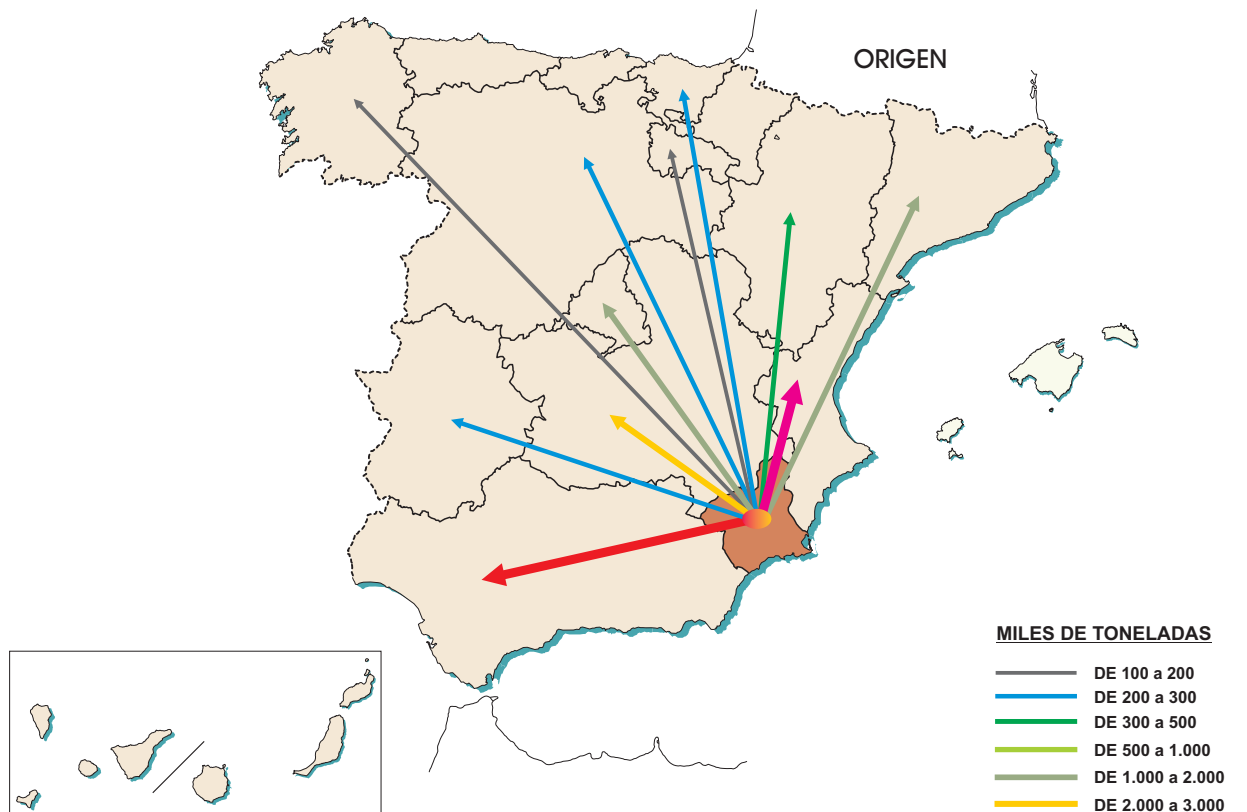 ORIGEN
MILES DE TONELADAS
DE 100 a 200
DE 200 a 300
DE 300 a 500
DE 500 a 1.000
DE 1.000 a 2.000
DE 2.000 a 3.000